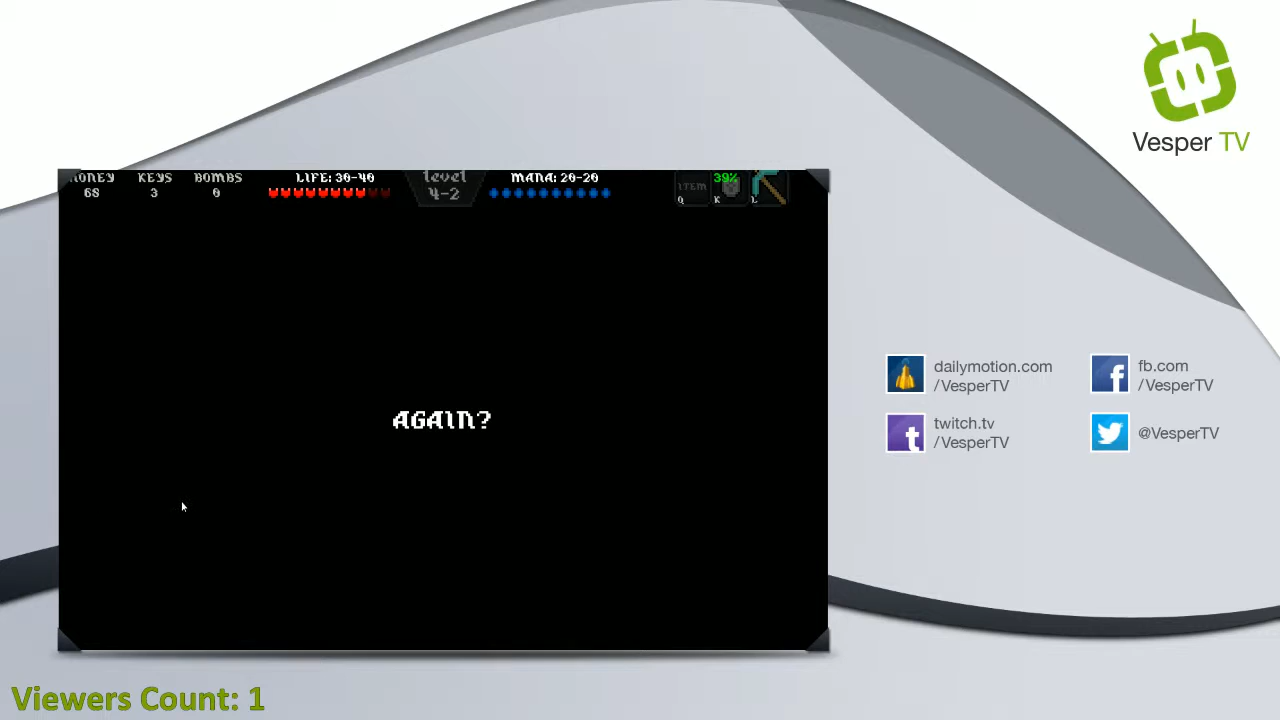 Vesper TV
MONEY KEYS BOMBS LIFE: 30-40 level MANA: 20-20 ITEM 39%
68 3 0 4-2 Q K L
AGAIN?
dailymotion.com
/VesperTV
fb.com
/VesperTV
twitch.tv
/VesperTV
@VesperTV
Viewers Count: 1